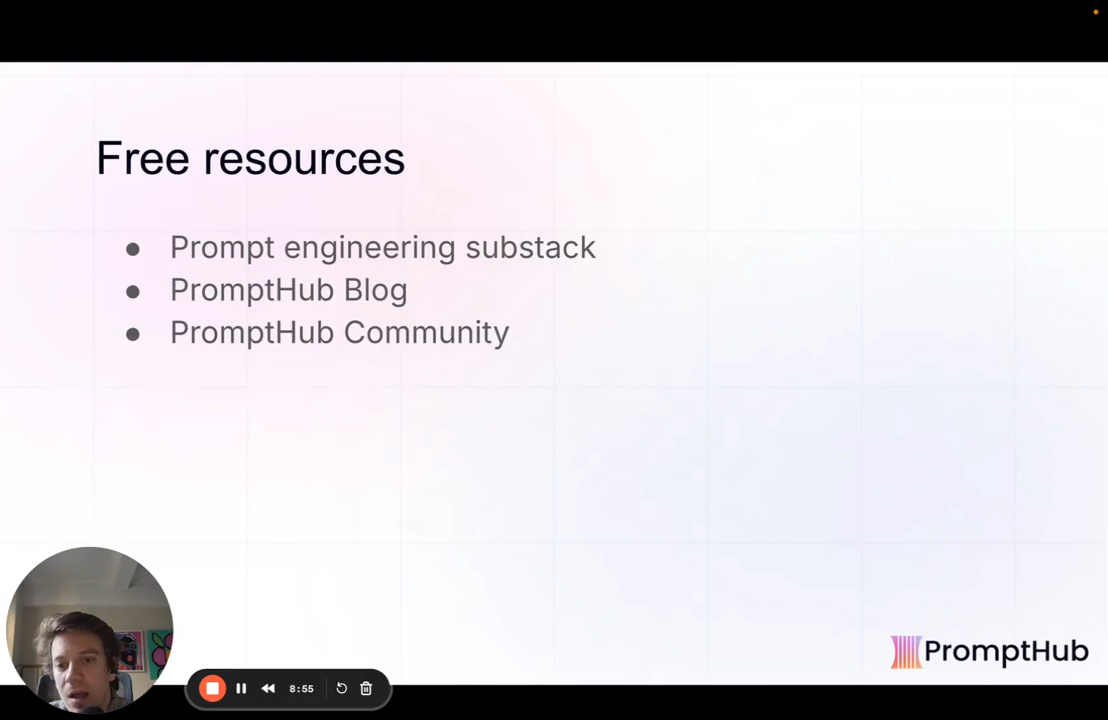 Free resources
● Prompt engineering substack
● PromptHub Blog
● PromptHub Community
PromptHub
8:55